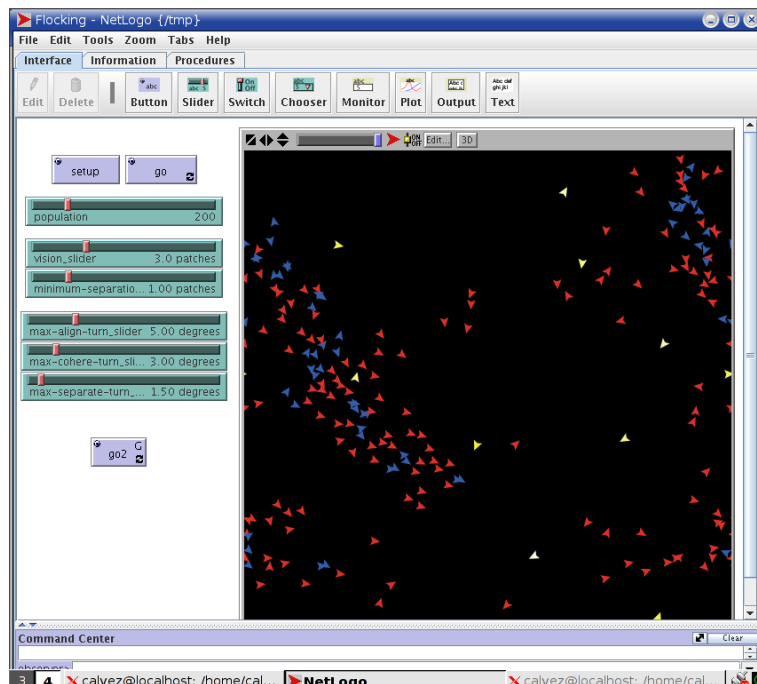 Flocking - NetLogo {/tmp}
File Edit Tools Zoom Tabs Help
Interface Information Procedures
Edit Delete Button Slider Switch Chooser Monitor Plot Output Text
ON OFF Edit... 3D
setup go
population 200
vision_slider 3.0 patches
minimum-separatio... 1.00 patches
max-align-turn_slider 5.00 degrees
max-cohere-turn_sli... 3.00 degrees
max-separate-turn_... 1.50 degrees
G
go2
Command Center Clear
observer>
3 4 calvez@localhost: /home/cal... NetLogo calvez@localhost: /home/cal...